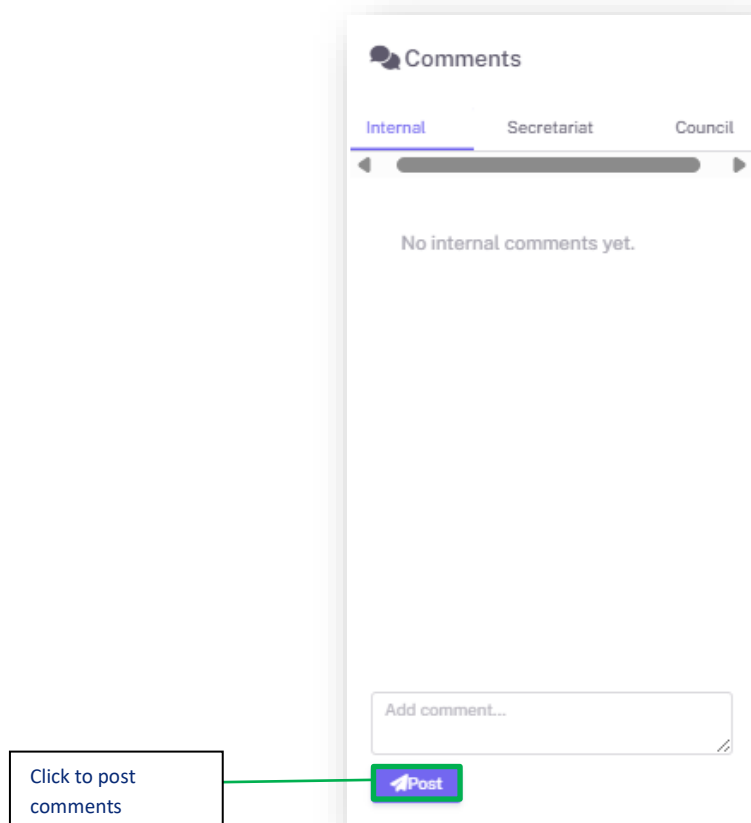 Comments
Internal Secretariat Council
No internal comments yet.
Add comment...
Click to post
comments
Post